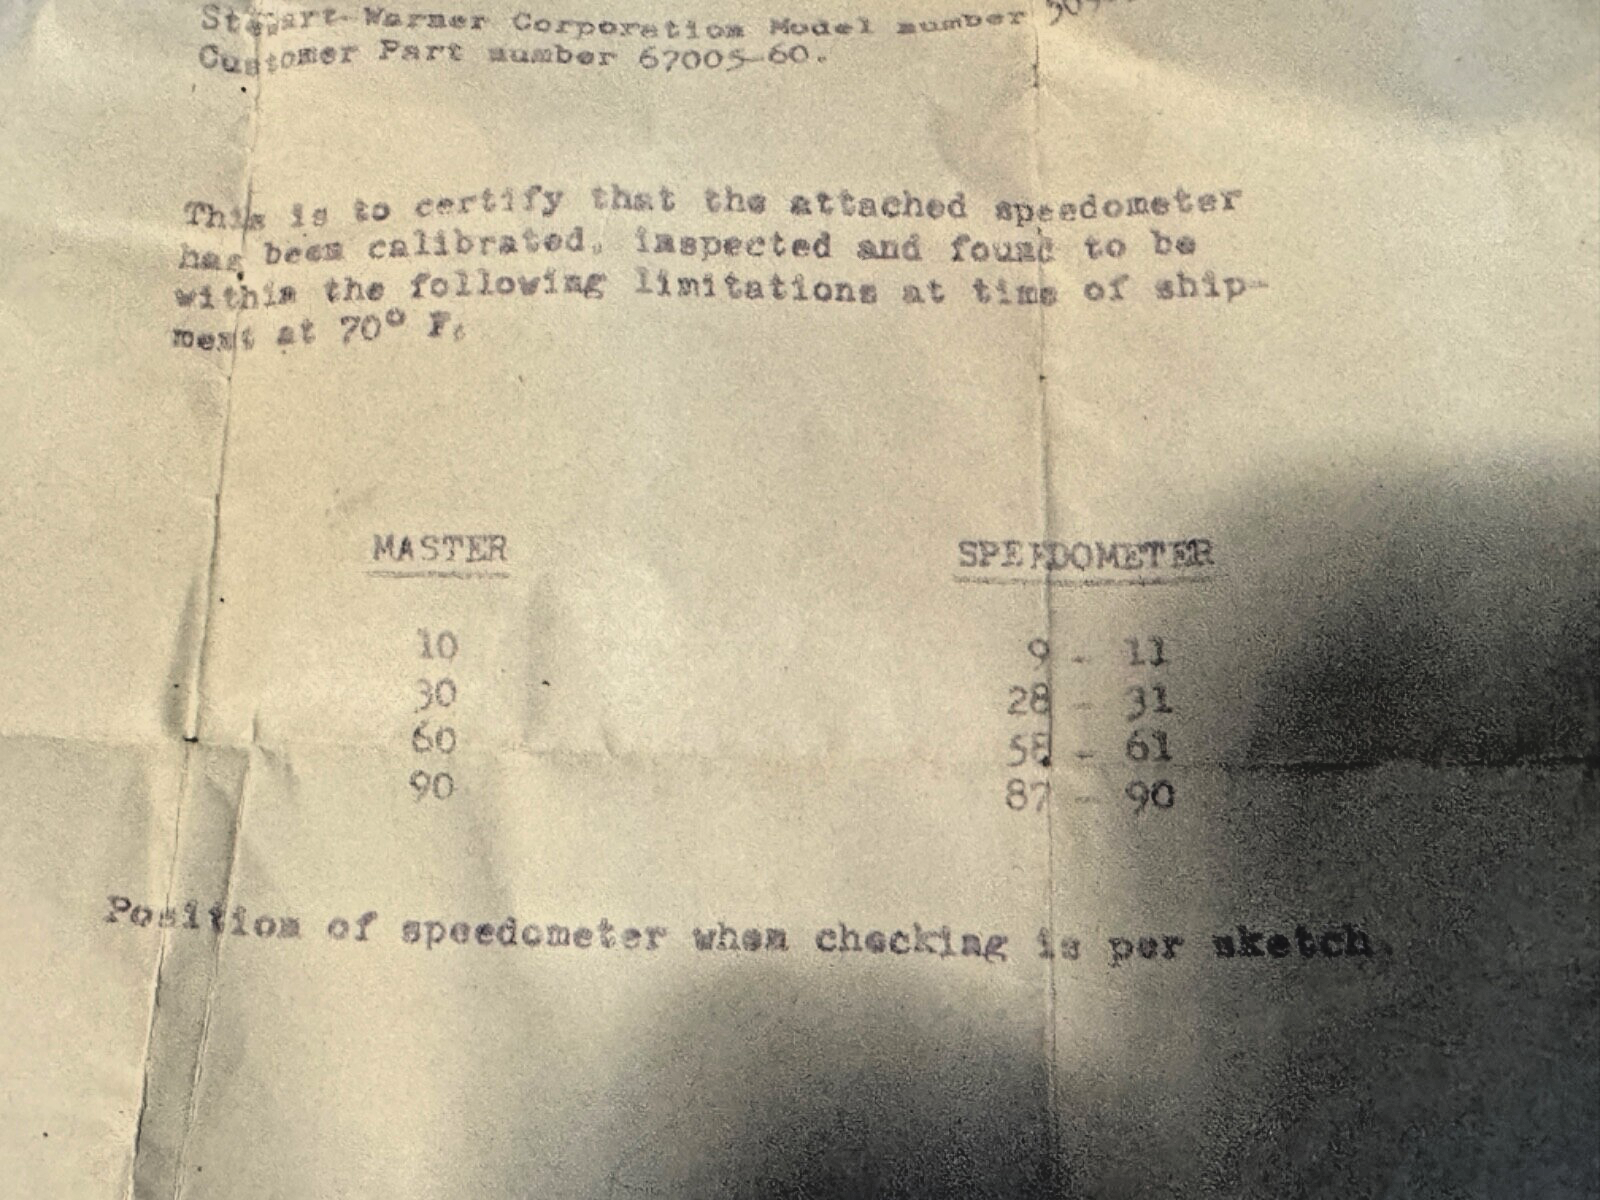 Stewart-Warner Corporation Model number
Customer Part number 67005-60.
This is to certify that the attached speedometer
has been calibrated, inspected and found to be
within the following limitations at time of ship-
ment at 70° F.
MASTER SPEEDOMETER
10 9 - 11
30 28 - 31
60 58 - 61
90 87 - 90
Position of speedometer when checking is per sketch.